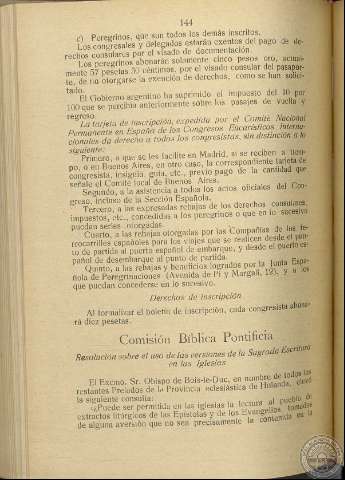 144
c) Peregrinos, que son todos los demás inscritos.
Los congresales y delegados estarán exentos del pago de derechos
consulares por el visado de documentación.
Los peregrinos abonarán solamente cinco pesos oro, actualmente
57 pesetas 50 céntimos, por el visado consular del pasaporte,
de no otorgarse la exención de derechos, como se han solicitado.
El Gobierno argentino ha suprimido el impuesto del 10 por
100 que se percibía anteriormente sobre los pasajes de vuelta y
regreso.
La tarjeta de inscripción, expedida por el Comité Nacional
Permanente en España de los Congresos Eucarísticos Internacionales
da derecho a todos los congresistas, sin distinción a lo
siguiente:
Primero, a que se les facilite en Madrid, si se reciben a tiempo,
o en Buenos Aires, en otro caso, la correspondiente tarjeta de
congresista, insignia, guía, etc., previo pago de la cantidad que
señale el Comité local de Buenos Aires.
Segundo, a la asistencia a todos los actos oficiales del Congreso,
incluso de la Sección Española.
Tercero, a las expresadas rebajas de los derechos consulares,
impuestos, etc., concedidas a los peregrinos o que en lo sucesivo
puedan serles otorgadas.
Cuarto, a las rebajas otorgadas por las Compañías de los ferrocarriles
españoles para los viajes que se realicen desde el punto
de partida al puerto español de embarque, y desde el puerto español
de desembarque al punto de partida.
Quinto, a las rebajas y beneficios logrados por la Junta Española
de Peregrinaciones (Avenida de Pi y Margall, 12), y a los
que puedan concederse en lo sucesivo.
Derechos de inscripción
Al formalizar el boletín de inscripción, cada congresista abonará
diez pesetas.
Comisión Bíblica Pontificia
Resolución sobre el uso de las versiones de la Sagrada Escritura
en las Iglesias
El Excmo. Sr. Obispo de Bois-le-Duc, en nombre de todos los
restantes Prelados de la Provincia eclesiástica de Holanda, elevó
la siguiente consulta:
«¿Puede ser permitida en las iglesias la lectura al pueblo de
extractos litúrgicos de las Epístolas y de los Evangelios tomados
de alguna aversión que no sea precisamente la contenida en la